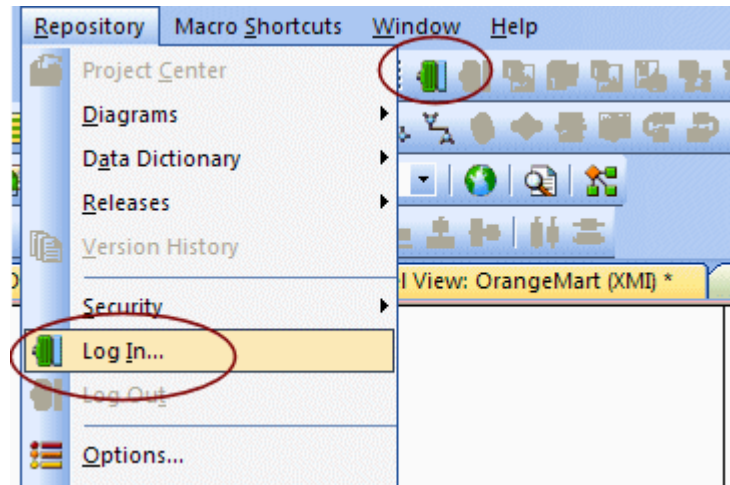 Repository Macro Shortcuts Window Help
Project Center
Diagrams
Data Dictionary
Releases
Version History
View: OrangeMart (XMI) *
Security
Log In...
Log Out
Options...